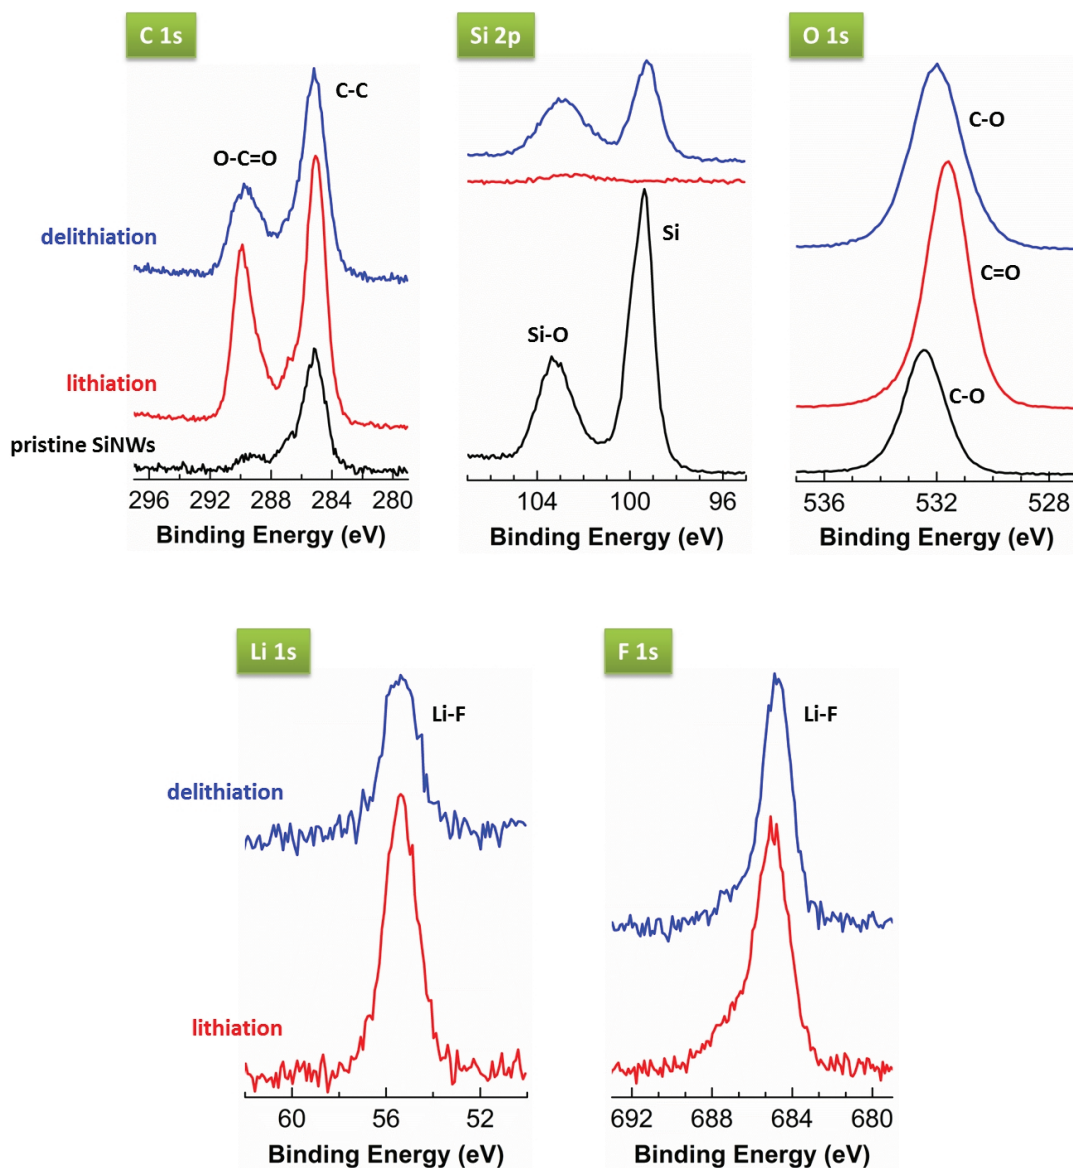 C 1s
Si 2p
O 1s
C-C
O-C=O
C-O
delithiation
Si
C=O
Si-O
lithiation
C-O
pristine SiNWs
296 292 288 284 280
104 100 96
536 532 528
Binding Energy (eV)
Binding Energy (eV)
Binding Energy (eV)
Li 1s
F 1s
Li-F
Li-F
delithiation
lithiation
60 56 52
692 688 684 680
Binding Energy (eV)
Binding Energy (eV)